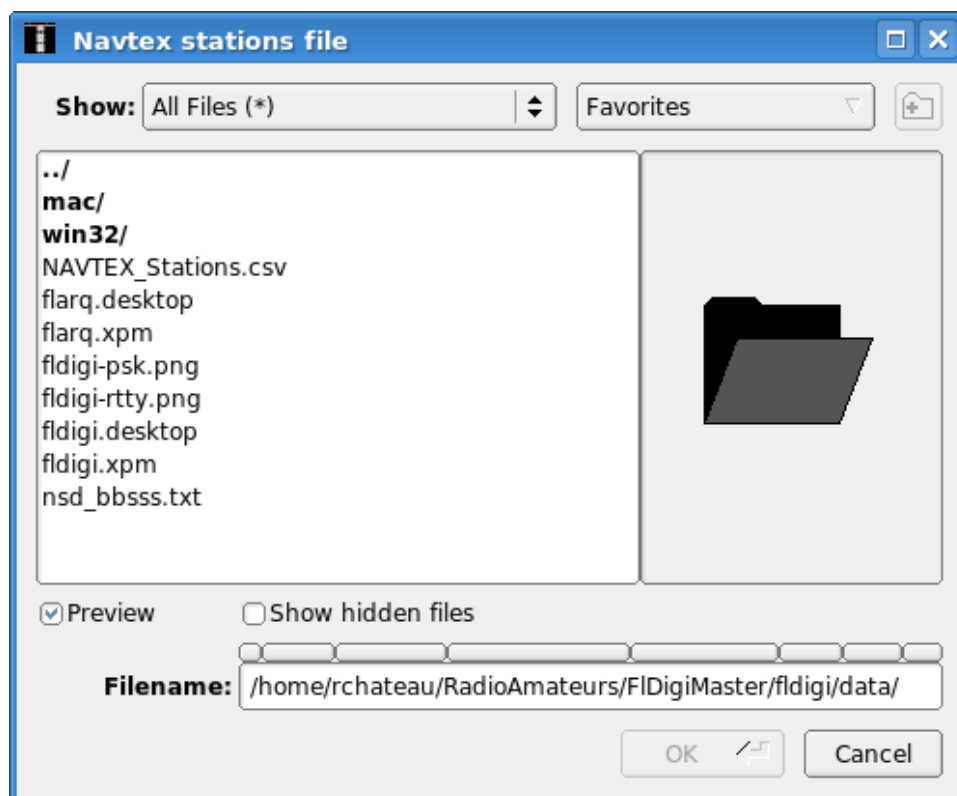 Navtex stations file
Show: All Files (*) Favorites
../
mac/
win32/
NAVTEX_Stations.csv
flarq.desktop
flarq.xpm
fldigi-psk.png
fldigi-rtty.png
fldigi.desktop
fldigi.xpm
nsd_bbsss.txt
Preview Show hidden files
Filename: /home/rchateau/RadioAmateurs/FlDigiMaster/fldigi/data/
OK Cancel